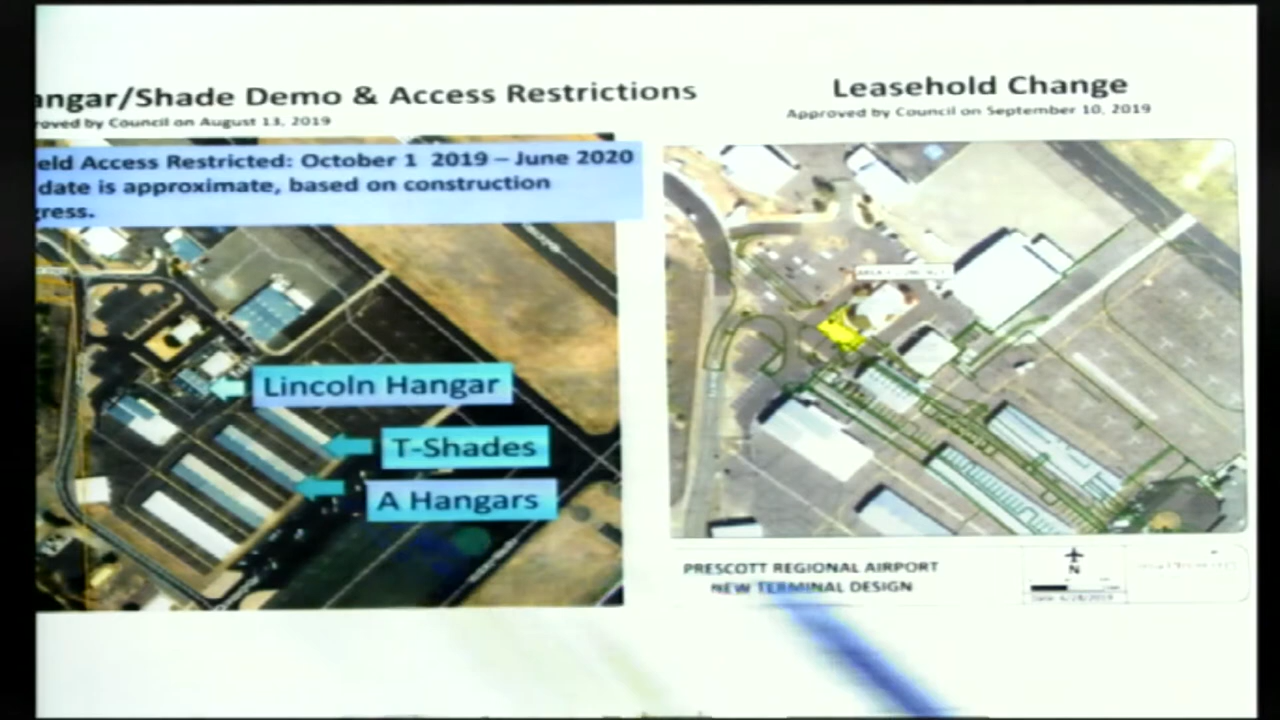 angar/Shade Demo & Access Restrictions
roved by Council on August 13, 2019
eld Access Restricted: October 1 2019 – June 2020
date is approximate, based on construction
gress.
Lincoln Hangar
T-Shades
A Hangars
Leasehold Change
Approved by Council on September 10, 2019
PRESCOTT REGIONAL AIRPORT
NEW TERMINAL DESIGN
N